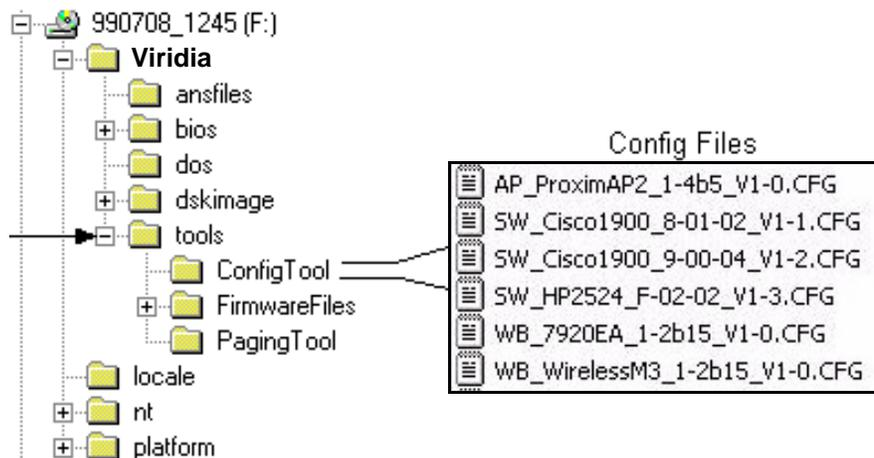 990708_1245 (F:)
Viridia
ansfiles
bios
dos
dskimage
tools
ConfigTool
FirmwareFiles
PagingTool
locale
nt
platform
Config Files
AP_ProximAP2_1-4b5_V1-0.CFG
SW_Cisco1900_8-01-02_V1-1.CFG
SW_Cisco1900_9-00-04_V1-2.CFG
SW_HP2524_F-02-02_V1-3.CFG
WB_7920EA_1-2b15_V1-0.CFG
WB_WirelessM3_1-2b15_V1-0.CFG